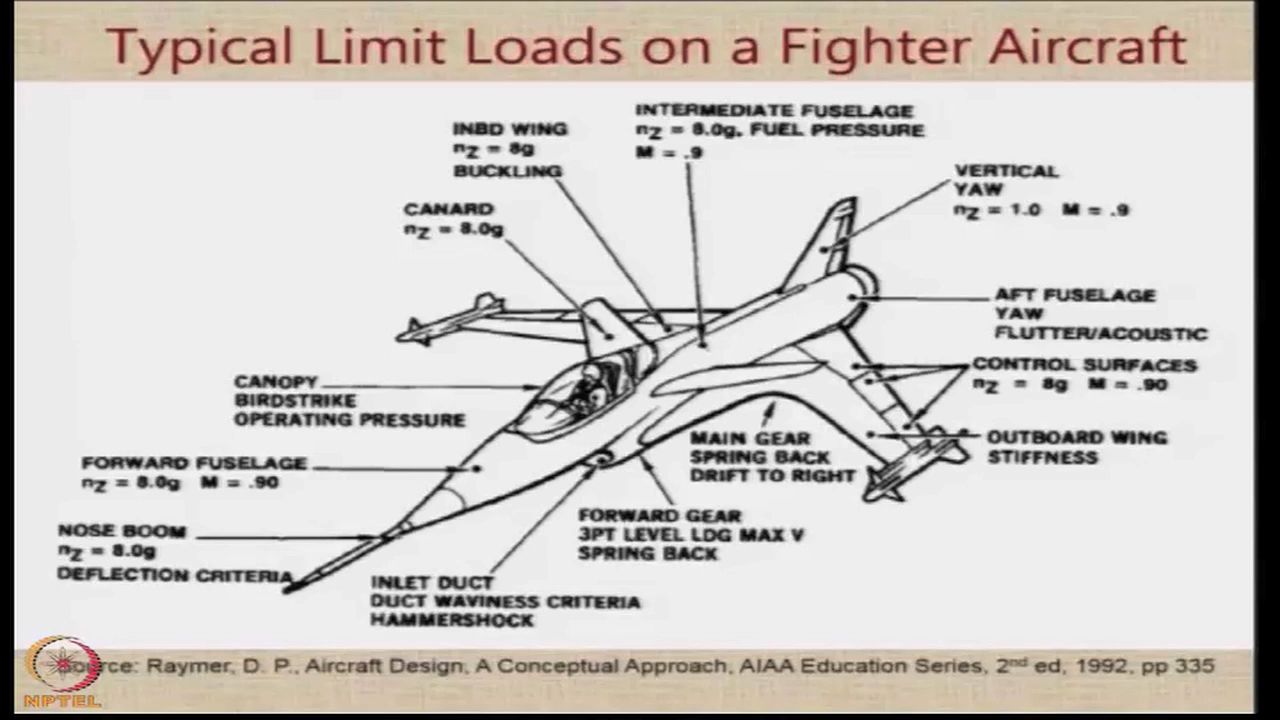 Typical Limit Loads on a Fighter Aircraft
INTERMEDIATE FUSELAGE
nZ = 8.0g, FUEL PRESSURE
M = .9
INBD WING
nZ = 8g
BUCKLING
VERTICAL
YAW
nZ = 1.0 M = .9
CANARD
nZ = 8.0g
AFT FUSELAGE
YAW
FLUTTER/ACOUSTIC
CONTROL SURFACES
nZ = 8g M = .90
CANOPY
BIRDSTRIKE
OPERATING PRESSURE
OUTBOARD WING
STIFFNESS
MAIN GEAR
SPRING BACK
DRIFT TO RIGHT
FORWARD FUSELAGE
nZ = 8.0g M = .90
FORWARD GEAR
3PT LEVEL LDG MAX V
SPRING BACK
NOSE BOOM
nZ = 8.0g
DEFLECTION CRITERIA
INLET DUCT
DUCT WAVINESS CRITERIA
HAMMERSHOCK
Source: Raymer, D. P., Aircraft Design, A Conceptual Approach, AIAA Education Series, 2nd ed, 1992, pp 335
NPTEL